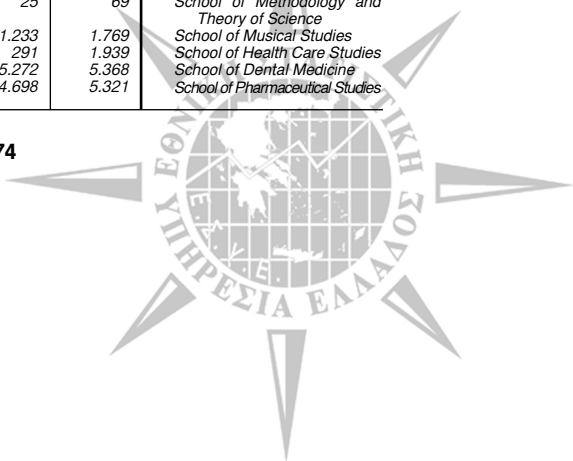 25 69 School of Methodology and
Theory of Science
1.233 1.769 School of Musical Studies
291 1.939 School of Health Care Studies
5.272 5.368 School of Dental Medicine
4.698 5.321 School of Pharmaceutical Studies
74
ΕΘΝΙΚΗ ΣΤΑΤΙΣΤΙΚΗ
ΥΠΗΡΕΣΙΑ ΕΛΛΑΔΟΣ
Ε.Σ.Υ.Ε.